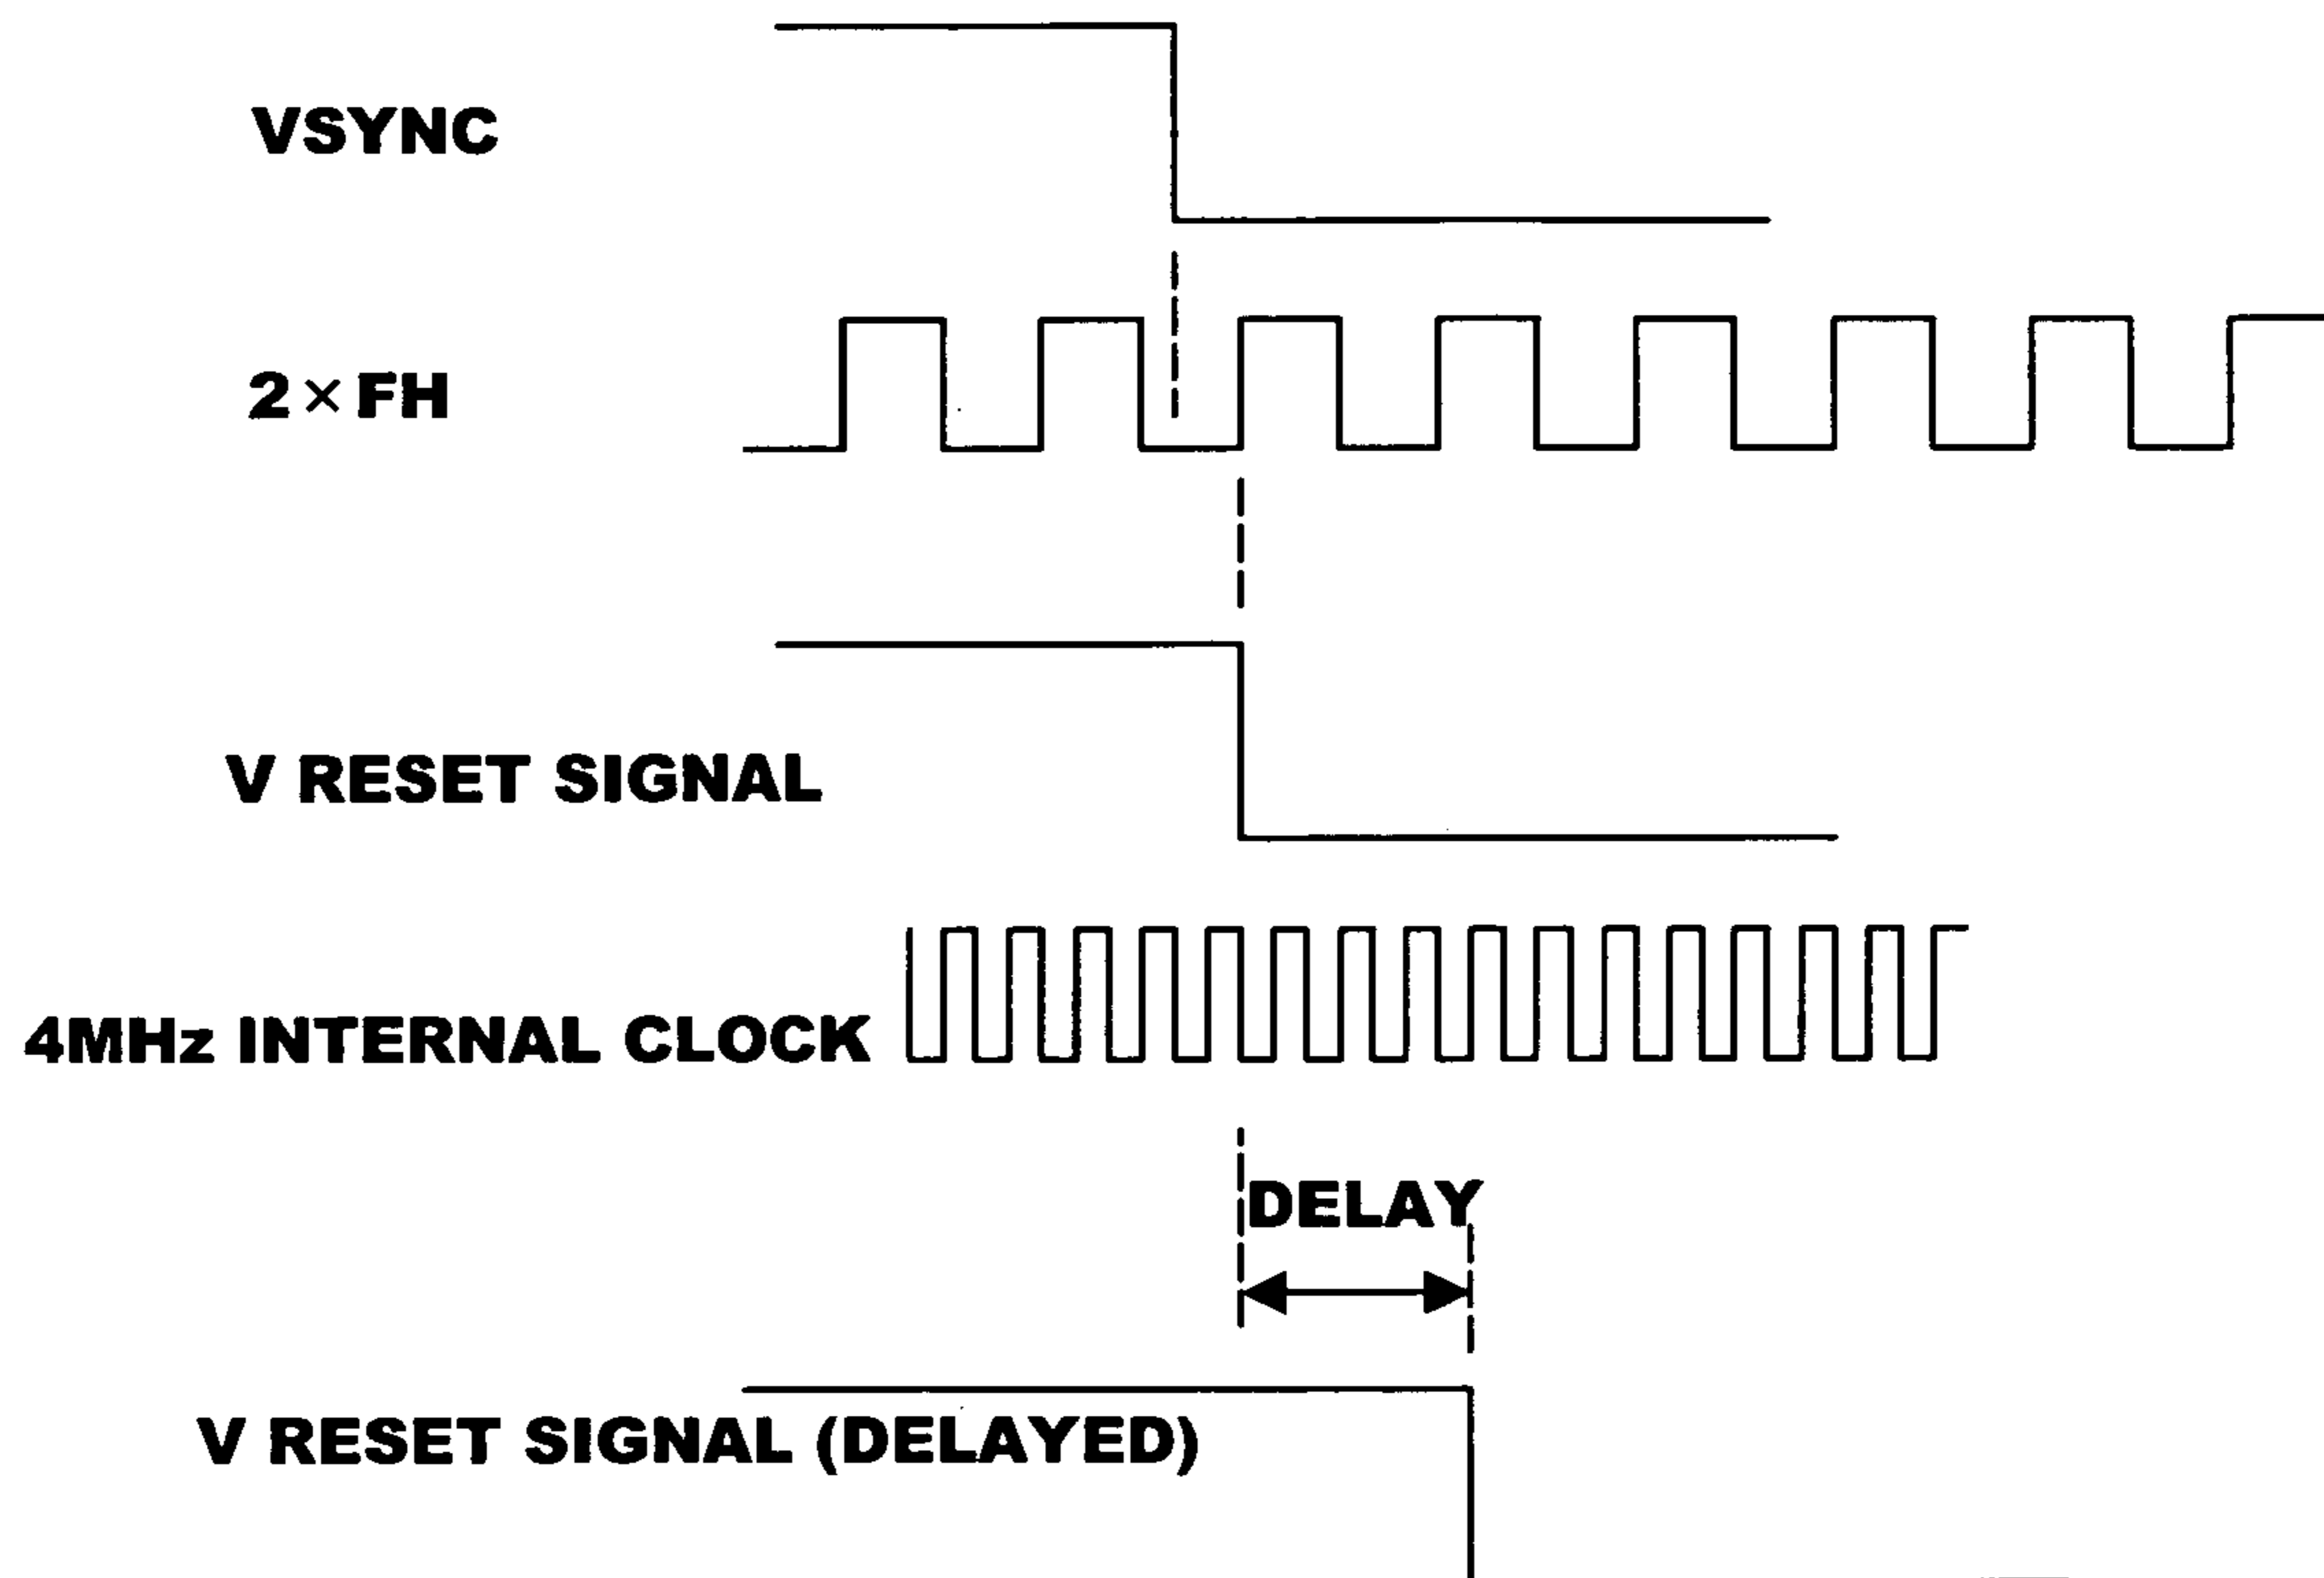 VSYNC
2×FH
V RESET SIGNAL
4MHz INTERNAL CLOCK
DELAY
V RESET SIGNAL (DELAYED)